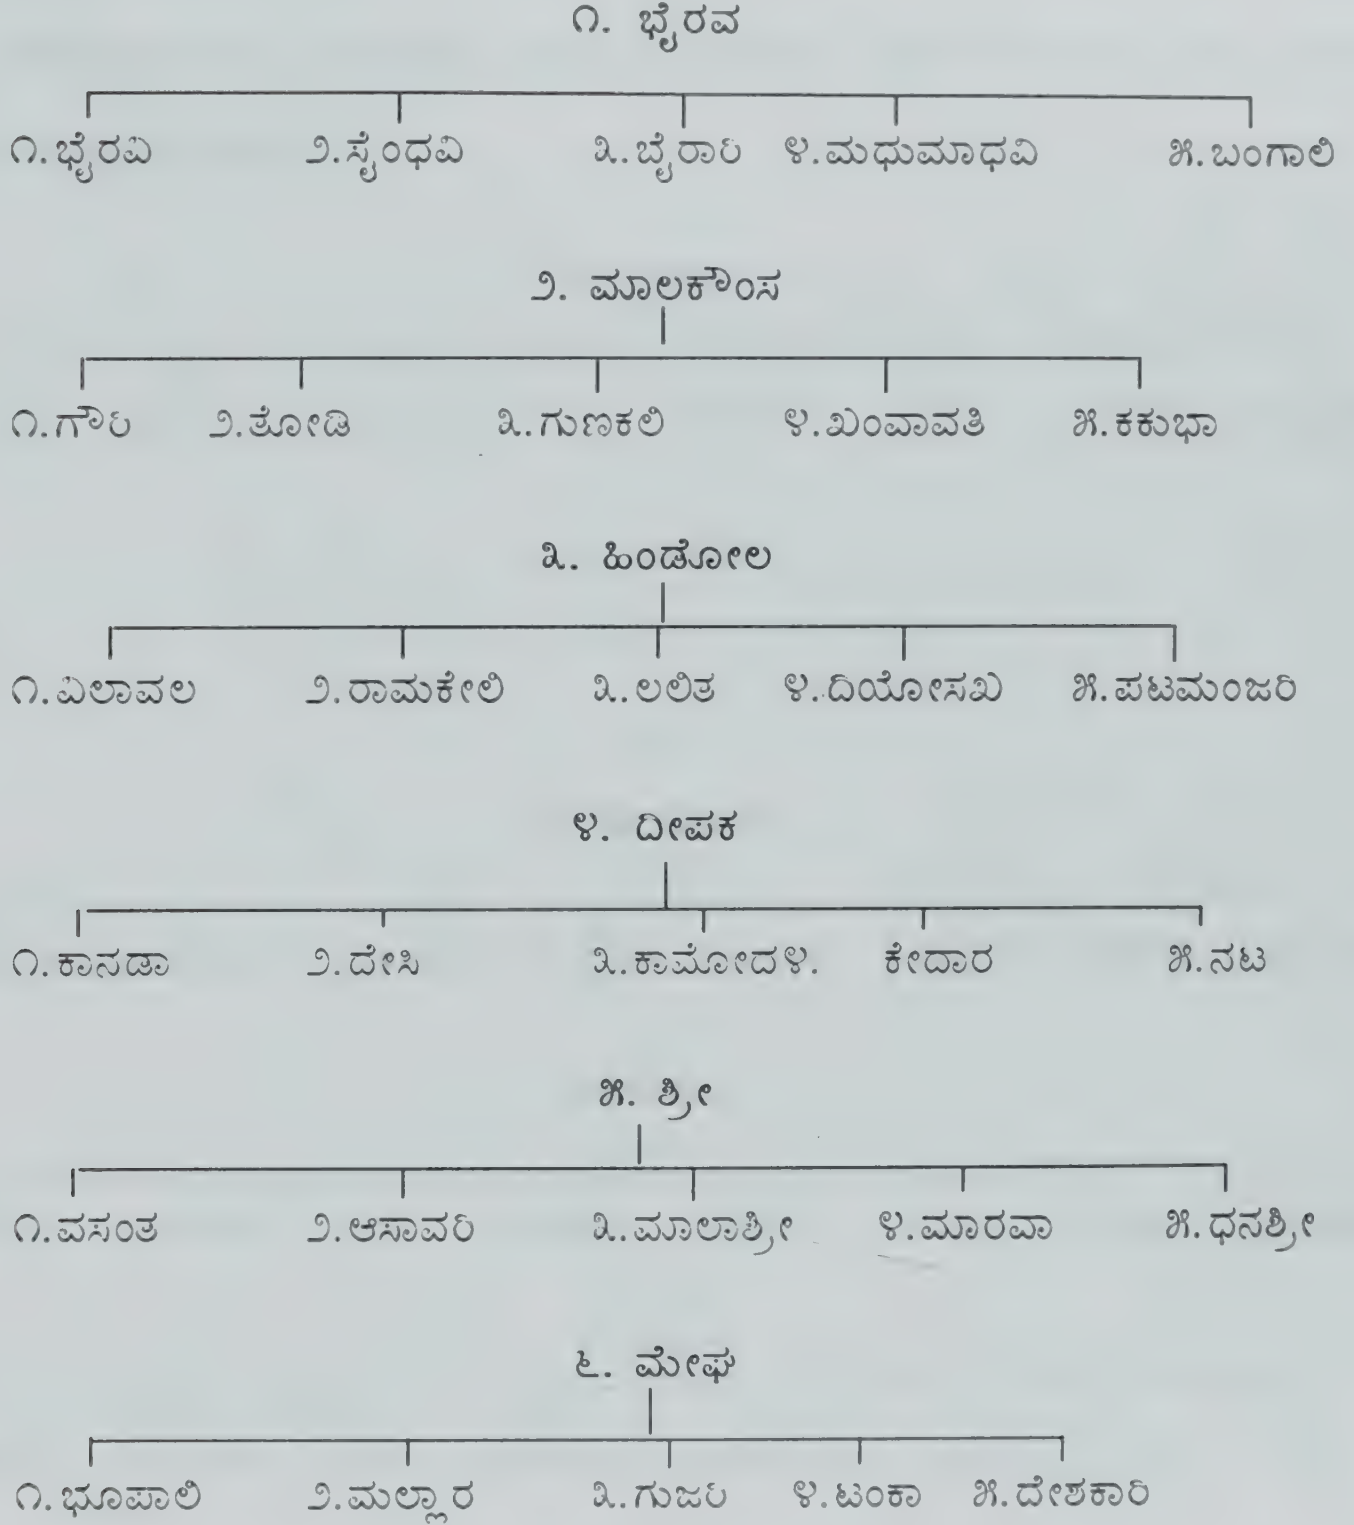 ೧. ಭೈರವ
೧.ಭೈರವಿ ೨.ಸೈಂಧವಿ ೩.ಬೈರಾರಿ ೪.ಮಧುಮಾಧವಿ ೫.ಬಂಗಾಲಿ
೨. ಮಾಲಕೌಂಸ
೧.ಗೌರಿ ೨.ತೋಡಿ ೩.ಗುಣಕಲಿ ೪.ಖಂವಾವತಿ ೫.ಕಕುಭಾ
೩. ಹಿಂಡೋಲ
೧.ವಿಲಾವಲ ೨.ರಾಮಕೇಲಿ ೩.ಲಲಿತ ೪.ದಿಯೋಸಖ ೫.ಪಟಮಂಜರಿ
೪. ದೀಪಕ
೧.ಕಾನಡಾ ೨.ದೇಸಿ ೩.ಕಾಮೋದ೪. ಕೇದಾರ ೫.ನಟ
೫. ಶ್ರೀ
೧.ವಸಂತ ೨.ಆಸಾವರಿ ೩.ಮಾಲಾಶ್ರೀ ೪.ಮಾರವಾ ೫.ಧನಶ್ರೀ
೬. ಮೇಘ
೧.ಭೂಪಾಲಿ ೨.ಮಲ್ಲಾರ ೩.ಗುಜರಿ ೪.ಟಂಕಾ ೫.ದೇಶಕಾರಿ